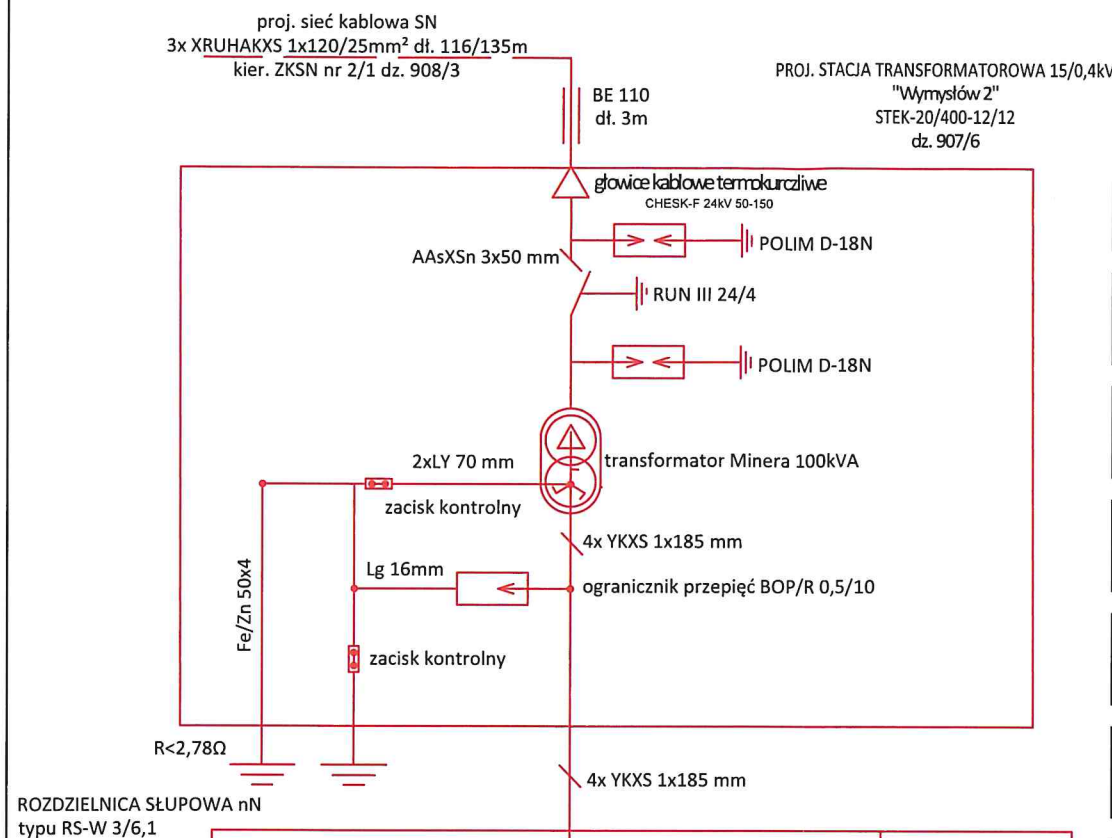 proj. sieć kablowa SN
3x XRUHAKXS 1x120/25mm² dł. 116/135m
kier. ZKSN nr 2/1 dz. 908/3
BE 110
dł. 3m
PROJ. STACJA TRANSFORMATOROWA 15/0,4kV
"Wymysłów 2"
STEK-20/400-12/12
dz. 907/6
głowice kablowe termokurczliwe
CHESK-F 24kV 50-150
POLIM D-18N
AAsXSn 3x50 mm
RUN III 24/4
POLIM D-18N
2xLY 70 mm
transformator Minera 100kVA
zacisk kontrolny
4x YKXS 1x185 mm
Lg 16mm
ogranicznik przepięć BOP/R 0,5/10
Fe/Zn 50x4
zacisk kontrolny
R<2,78Ω
4x YKXS 1x185 mm
ROZDZIELNICA SŁUPOWA nN
typu RS-W 3/6,1